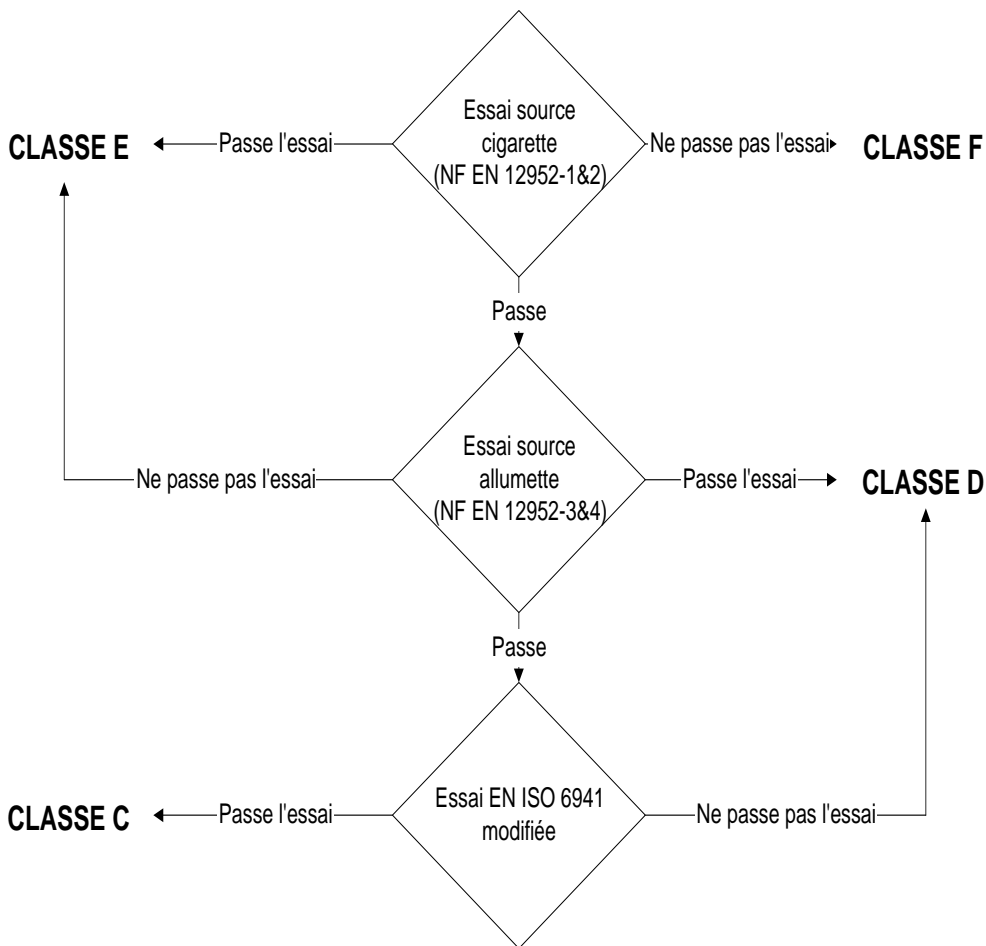 Essai source
cigarette
(NF EN 12952-1&2)
CLASSE E
Passe l'essai
Ne passe pas l'essai
CLASSE F
Passe
Essai source
allumette
(NF EN 12952-3&4)
Ne passe pas l'essai
Passe l'essai
CLASSE D
Passe
Essai EN ISO 6941
modifiée
CLASSE C
Passe l'essai
Ne passe pas l'essai